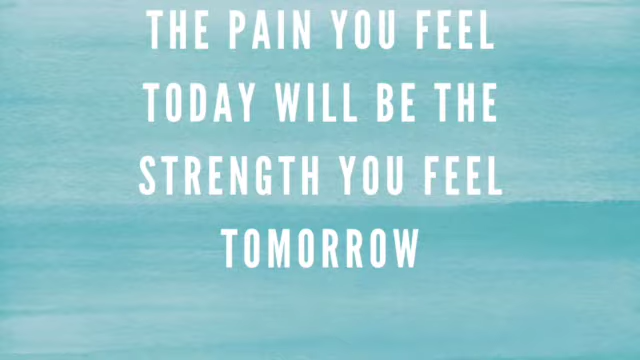 THE PAIN YOU FEEL
TODAY WILL BE THE
STRENGTH YOU FEEL
TOMORROW